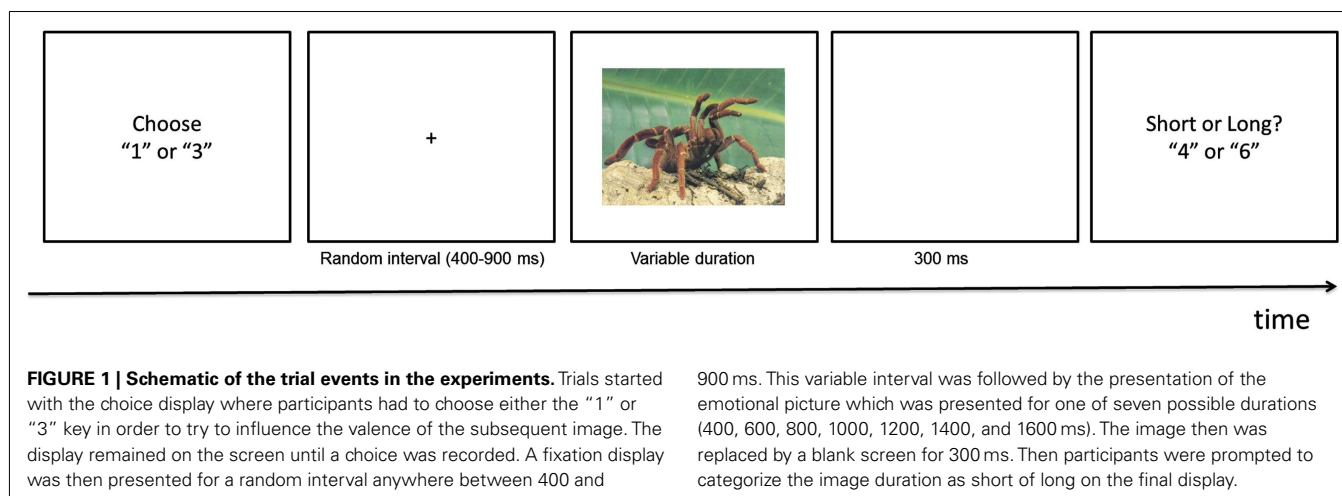 Choose
“1” or “3”
+
Short or Long?
“4” or “6”
Random interval (400-900 ms)
Variable duration
300 ms
time
FIGURE 1 | Schematic of the trial events in the experiments. Trials started
with the choice display where participants had to choose either the “1” or
“3” key in order to try to influence the valence of the subsequent image. The
display remained on the screen until a choice was recorded. A fixation display
was then presented for a random interval anywhere between 400 and
900 ms. This variable interval was followed by the presentation of the
emotional picture which was presented for one of seven possible durations
(400, 600, 800, 1000, 1200, 1400, and 1600 ms). The image then was
replaced by a blank screen for 300 ms. Then participants were prompted to
categorize the image duration as short of long on the final display.